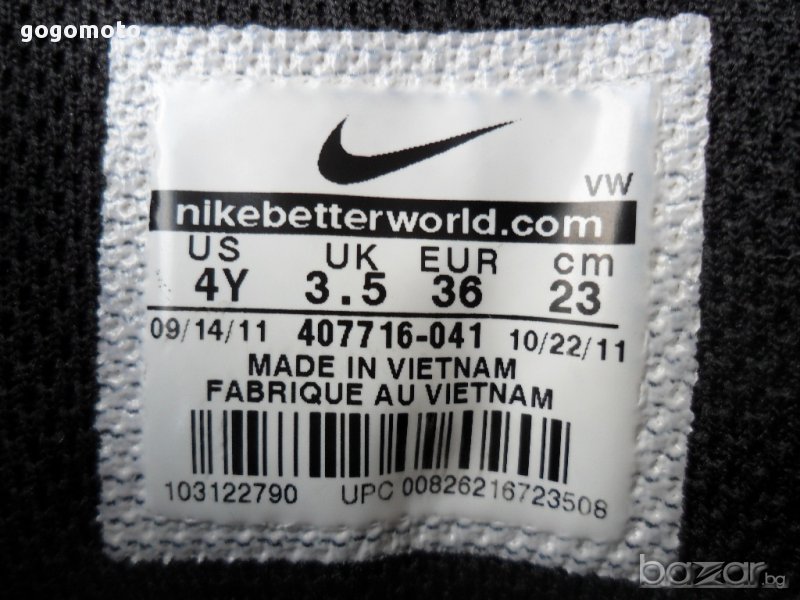 gogomoto
VW
nikebetterworld.com
US UK EUR cm
4Y 3.5 36 23
09/14/11 407716-041 10/22/11
MADE IN VIETNAM
FABRIQUE AU VIETNAM
103122790 UPC 00826216723508
bazar.bg